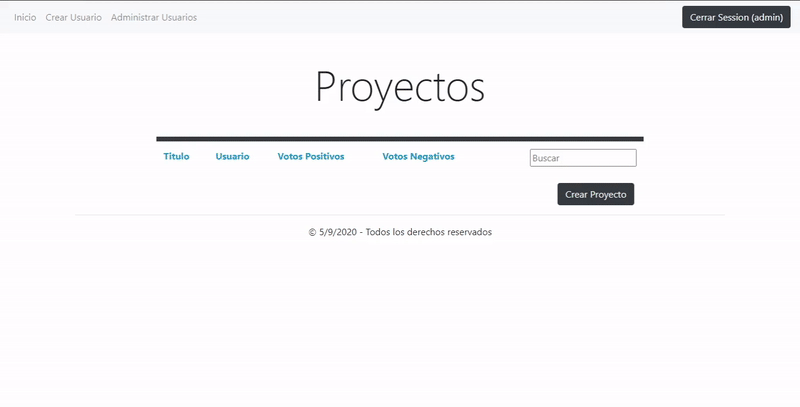 Inicio Crear Usuario Administrar Usuarios Cerrar Session (admin)
Proyectos
Titulo Usuario Votos Positivos Votos Negativos Buscar
Crear Proyecto
© 5/9/2020 - Todos los derechos reservados